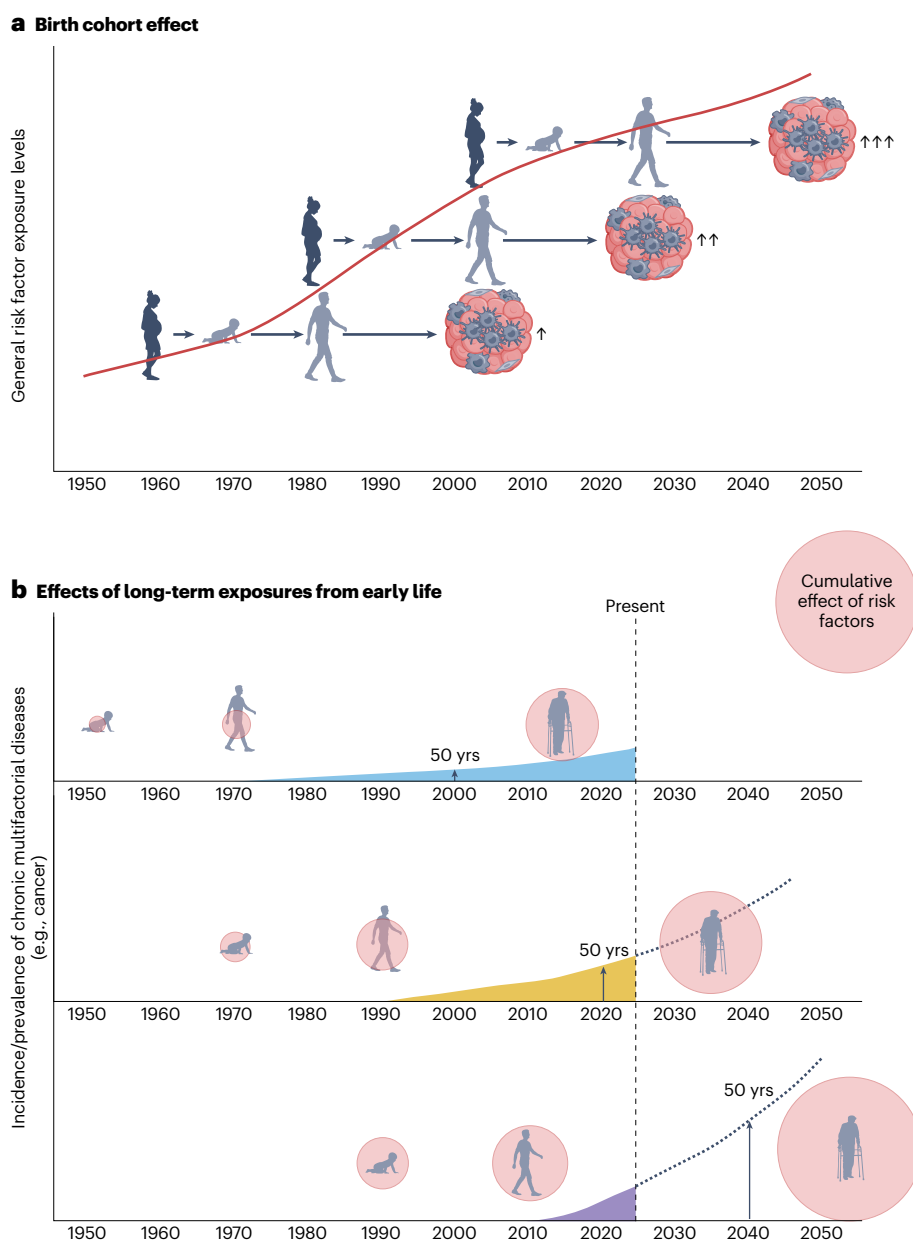 a Birth cohort effect
General risk factor exposure levels
↑↑↑
↑↑
↑
1950 1960 1970 1980 1990 2000 2010 2020 2030 2040 2050
b Effects of long-term exposures from early life
Cumulative
effect of risk
factors
Present
Incidence/prevalence of chronic multifactorial diseases
(e.g., cancer)
50 yrs
1950 1960 1970 1980 1990 2000 2010 2020 2030 2040 2050
50 yrs
1950 1960 1970 1980 1990 2000 2010 2020 2030 2040 2050
50 yrs
1950 1960 1970 1980 1990 2000 2010 2020 2030 2040 2050